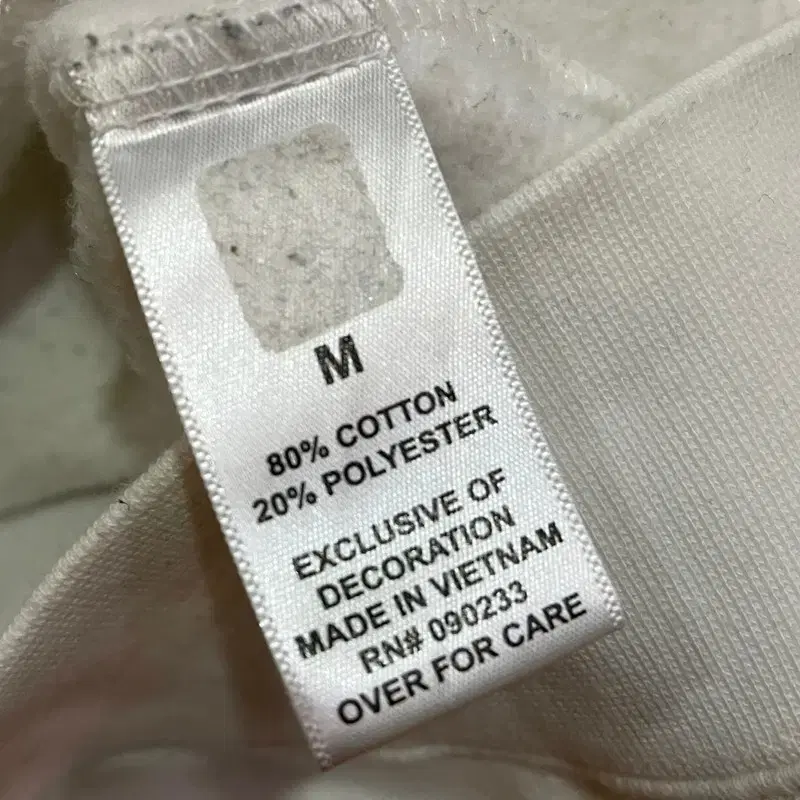 M
80% COTTON
20% POLYESTER
EXCLUSIVE OF
DECORATION
MADE IN VIETNAM
RN# 090233
OVER FOR CARE